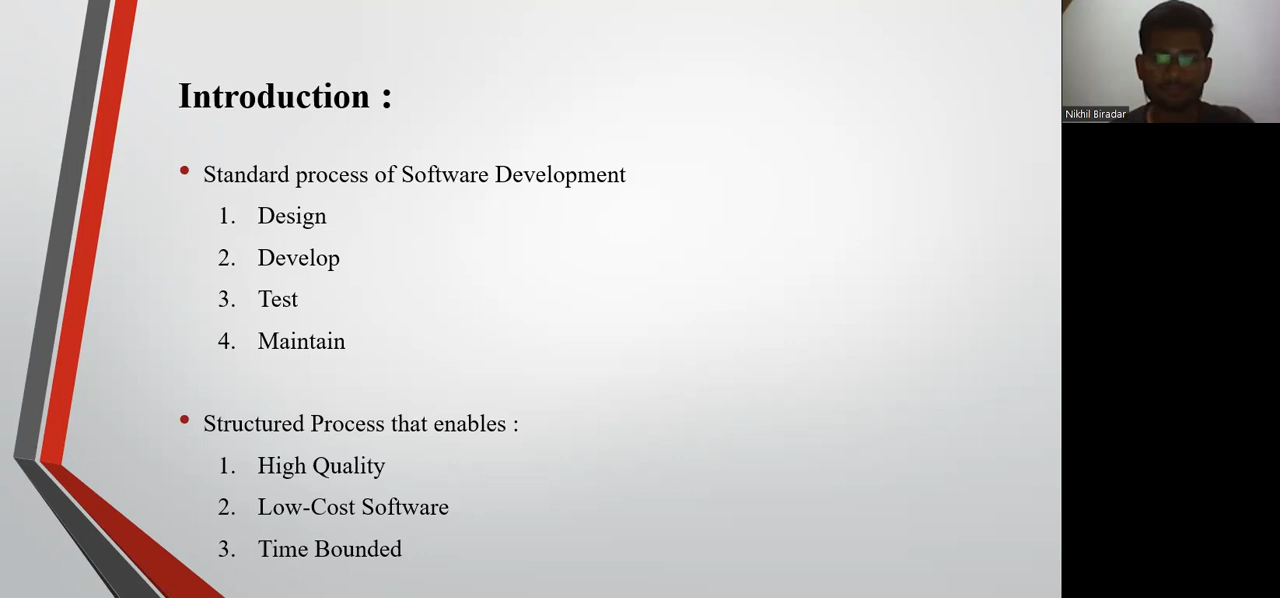 Introduction :
• Standard process of Software Development
1. Design
2. Develop
3. Test
4. Maintain
• Structured Process that enables :
1. High Quality
2. Low-Cost Software
3. Time Bounded
Nikhil Biradar